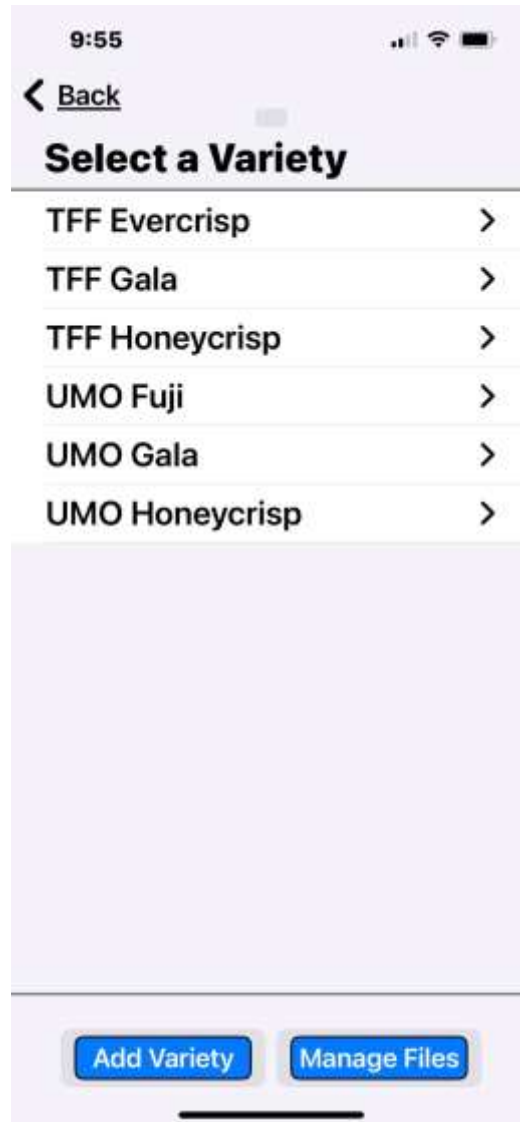 9:55
Back
Select a Variety
TFF Evercrisp
TFF Gala
TFF Honeycrisp
UMO Fuji
UMO Gala
UMO Honeycrisp
Add Variety Manage Files